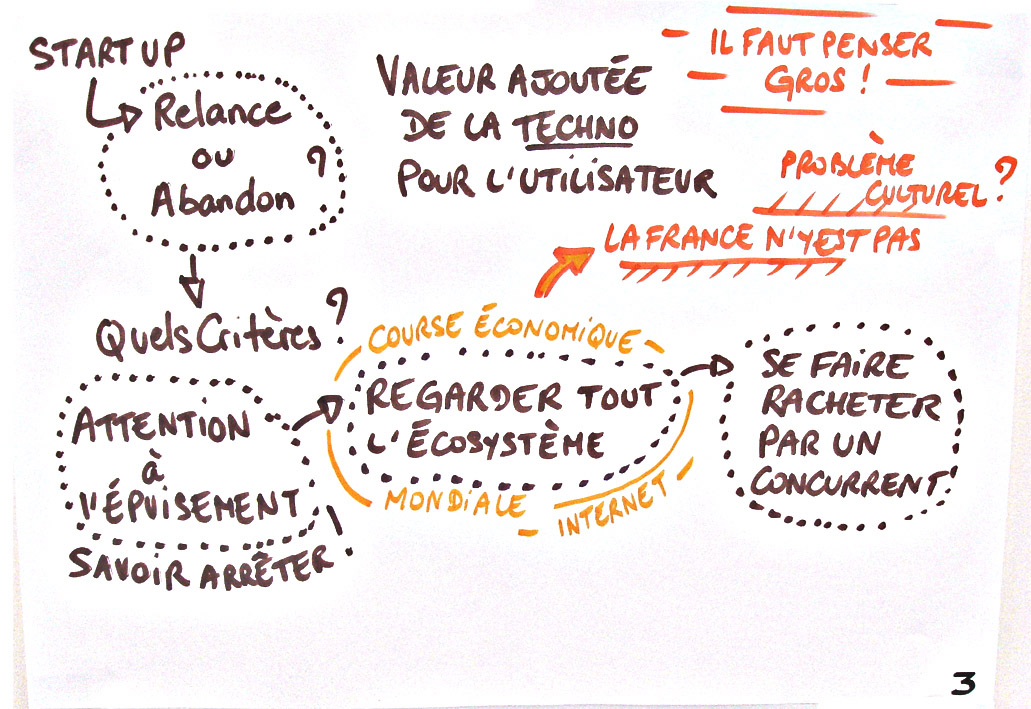 START UP
Relance
ou
Abandon ?
Quels Critères ?
ATTENTION
à
l'ÉPUISEMENT
SAVOIR ARRÊTER !
VALEUR AJOUTÉE
DE LA TECHNO
POUR L'UTILISATEUR
IL FAUT PENSER
GROS !
PROBLÈME
CULTUREL ?
LA FRANCE N'Y EST PAS
COURSE ÉCONOMIQUE
REGARDER TOUT
L'ÉCOSYSTÈME
MONDIALE
INTERNET
SE FAIRE
RACHETER
PAR UN
CONCURRENT!
3